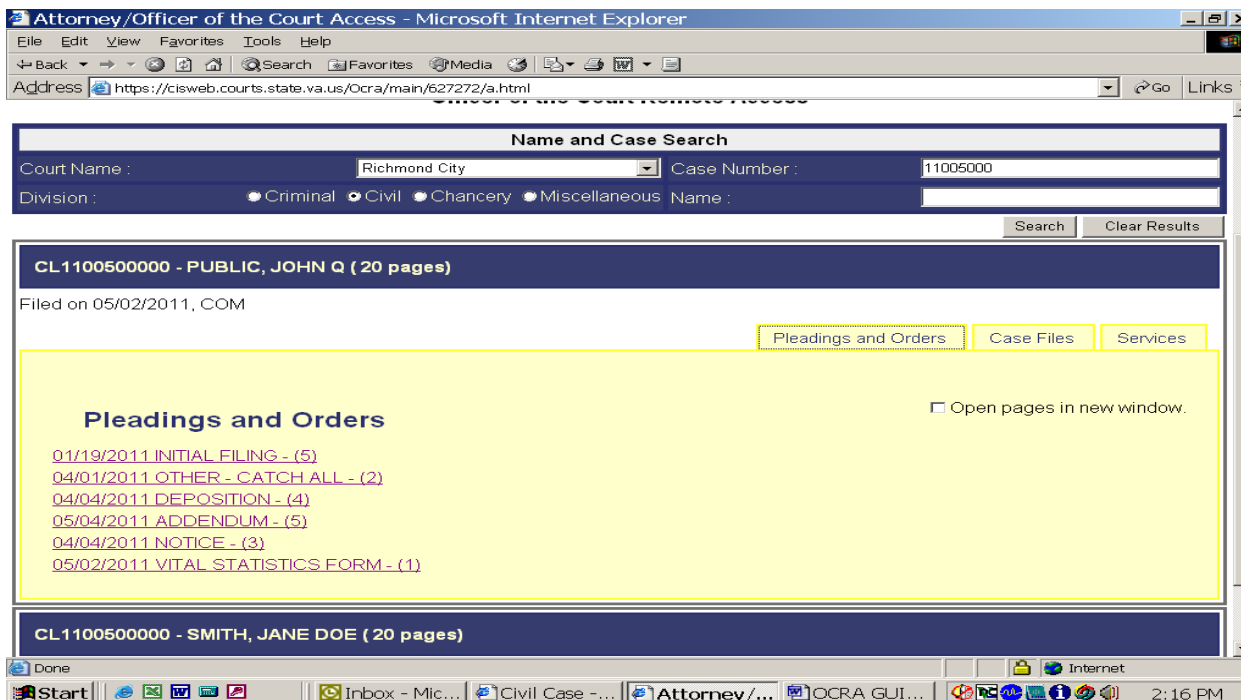 Attorney/Officer of the Court Access - Microsoft Internet Explorer
File Edit View Favorites Tools Help
Back Search Favorites Media
Address https://cisweb.courts.state.va.us/Ocra/main/627272/a.html Go Links
Officer of the Court Remote Access
Name and Case Search
Court Name : Richmond City Case Number : 11005000
Division : Criminal Civil Chancery Miscellaneous Name :
Search Clear Results
CL1100500000 - PUBLIC, JOHN Q ( 20 pages)
Filed on 05/02/2011, COM
Pleadings and Orders Case Files Services
Open pages in new window.
Pleadings and Orders
01/19/2011 INITIAL FILING - (5)
04/01/2011 OTHER - CATCH ALL - (2)
04/04/2011 DEPOSITION - (4)
05/04/2011 ADDENDUM - (5)
04/04/2011 NOTICE - (3)
05/02/2011 VITAL STATISTICS FORM - (1)
CL1100500000 - SMITH, JANE DOE ( 20 pages)
Done Internet
Start Inbox - Mic... Civil Case -... Attorney/... OCRA GUI... 2:16 PM